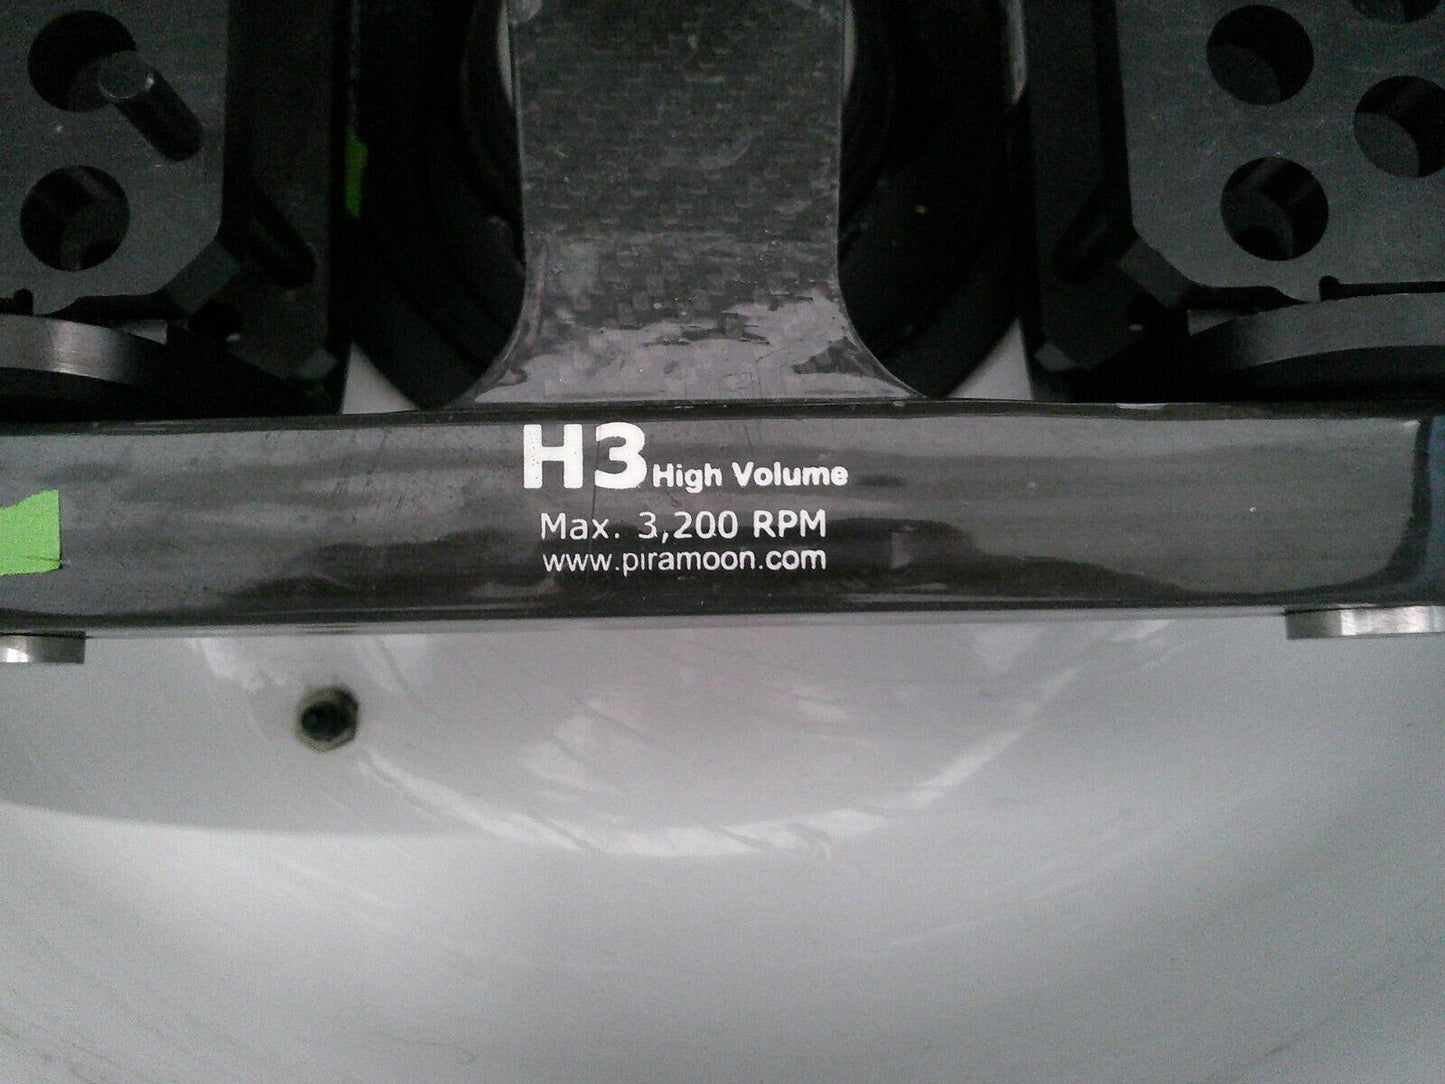 H3 High Volume
Max. 3,200 RPM
www.piramoon.com